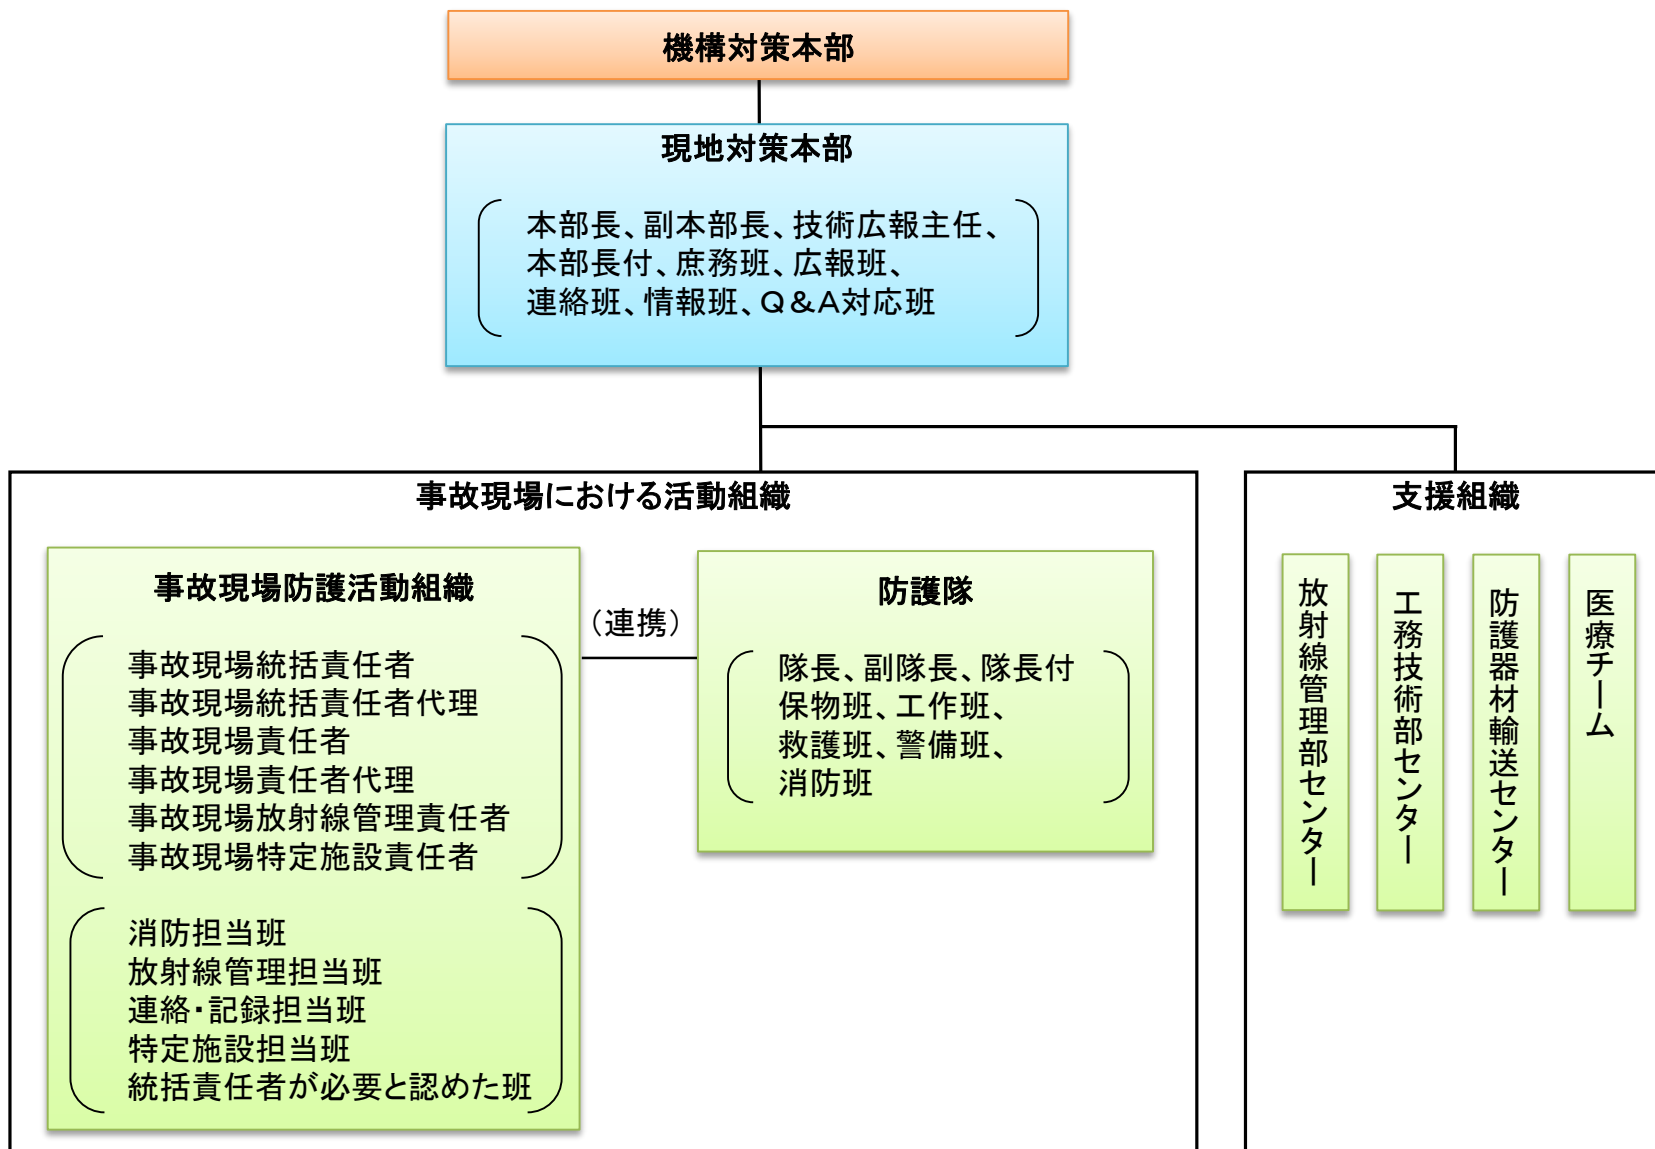 機構対策本部
現地対策本部
本部長、副本部長、技術広報主任、
本部長付、庶務班、広報班、
連絡班、情報班、Q&A対応班
事故現場における活動組織
事故現場防護活動組織
事故現場統括責任者
事故現場統括責任者代理
事故現場責任者
事故現場責任者代理
事故現場放射線管理責任者
事故現場特定施設責任者
消防担当班
放射線管理担当班
連絡・記録担当班
特定施設担当班
統括責任者が必要と認めた班
(連携)
防護隊
隊長、副隊長、隊長付
保物班、工作班、
救護班、警備班、
消防班
支援組織
放射線管理部センター
工務技術部センター
防護器材輸送センター
医療チーム